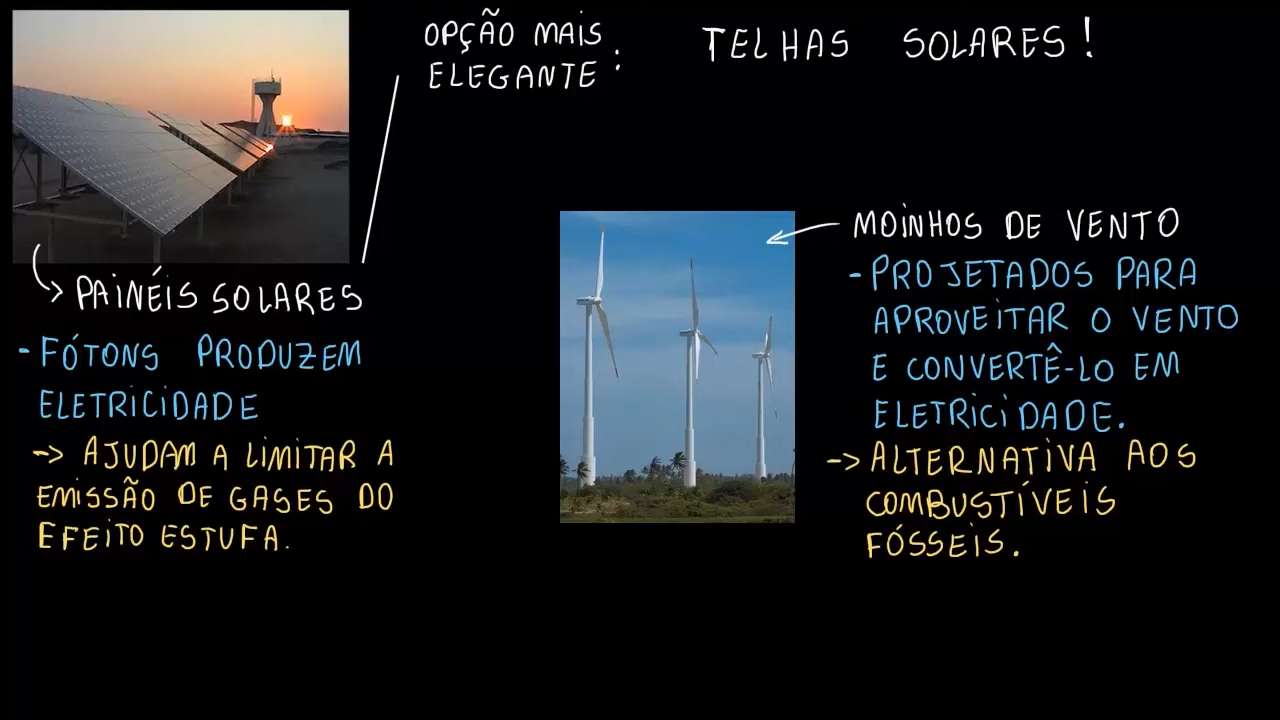 OPÇÃO MAIS
ELEGANTE :
TELHAS SOLARES!
PAINÉIS SOLARES
- FÓTONS PRODUZEM
ELETRICIDADE
-> AJUDAM A LIMITAR A
EMISSÃO DE GASES DO
EFEITO ESTUFA.
MOINHOS DE VENTO
- PROJETADOS PARA
APROVEITAR O VENTO
E CONVERTÊ-LO EM
ELETRICIDADE.
-> ALTERNATIVA AOS
COMBUSTÍVEIS
FÓSSEIS.